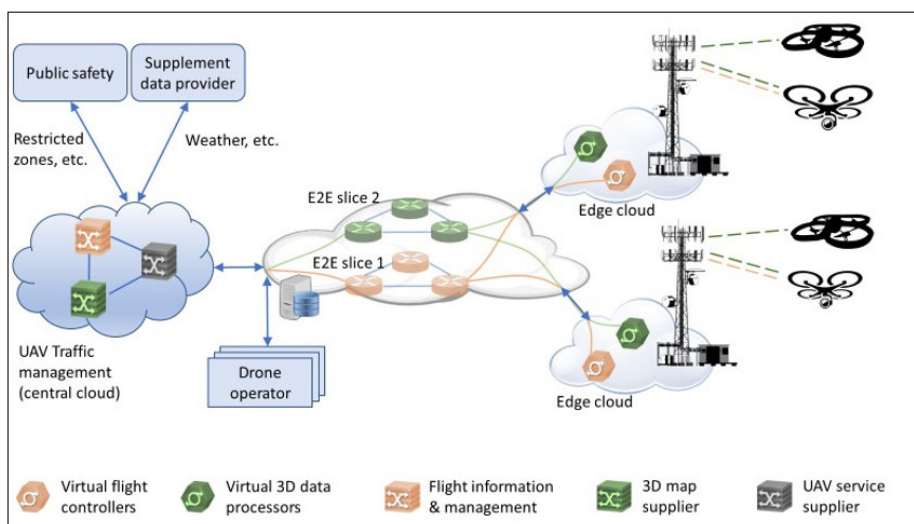 Public safety
Supplement
data provider
Restricted
zones, etc.
Weather, etc.
E2E slice 2
E2E slice 1
Edge cloud
Edge cloud
UAV Traffic
management
(central cloud)
Drone
operator
Virtual flight
controllers
Virtual 3D data
processors
Flight information
& management
3D map
supplier
UAV service
supplier